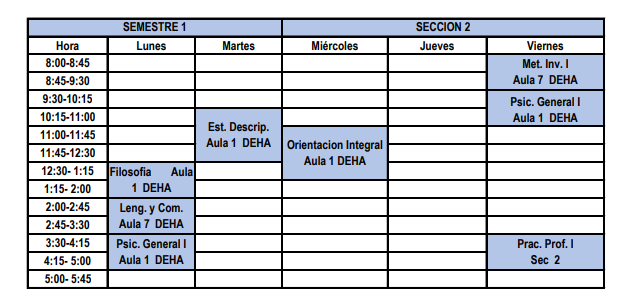 SEMESTRE 1 SECCION 2
Hora Lunes Martes Miércoles Jueves Viernes
8:00-8:45 Met. Inv. I
8:45-9:30 Aula 7 DEHA
9:30-10:15 Psic. General I
10:15-11:00 Est. Descrip. Aula 1 DEHA
11:00-11:45 Aula 1 DEHA Orientacion Integral
11:45-12:30 Aula 1 DEHA
12:30- 1:15 Filosofia Aula
1:15- 2:00 1 DEHA
2:00-2:45 Leng. y Com.
2:45-3:30 Aula 7 DEHA
3:30-4:15 Psic. General I Prac. Prof. I
4:15- 5:00 Aula 1 DEHA Sec 2
5:00- 5:45